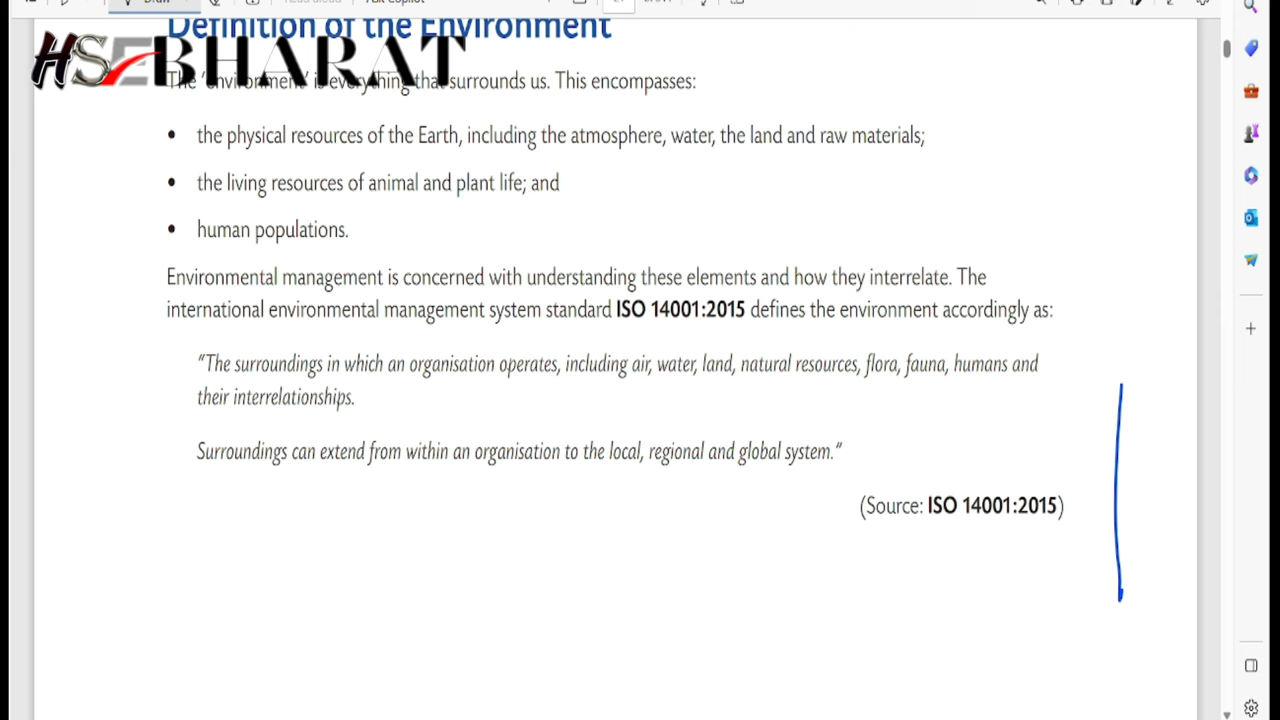 Definition of the Environment
HSEBHARAT
The 'environment' is everything that surrounds us. This encompasses:
• the physical resources of the Earth, including the atmosphere, water, the land and raw materials;
• the living resources of animal and plant life; and
• human populations.
Environmental management is concerned with understanding these elements and how they interrelate. The
international environmental management system standard ISO 14001:2015 defines the environment accordingly as:
"The surroundings in which an organisation operates, including air, water, land, natural resources, flora, fauna, humans and
their interrelationships.
Surroundings can extend from within an organisation to the local, regional and global system."
(Source: ISO 14001:2015)